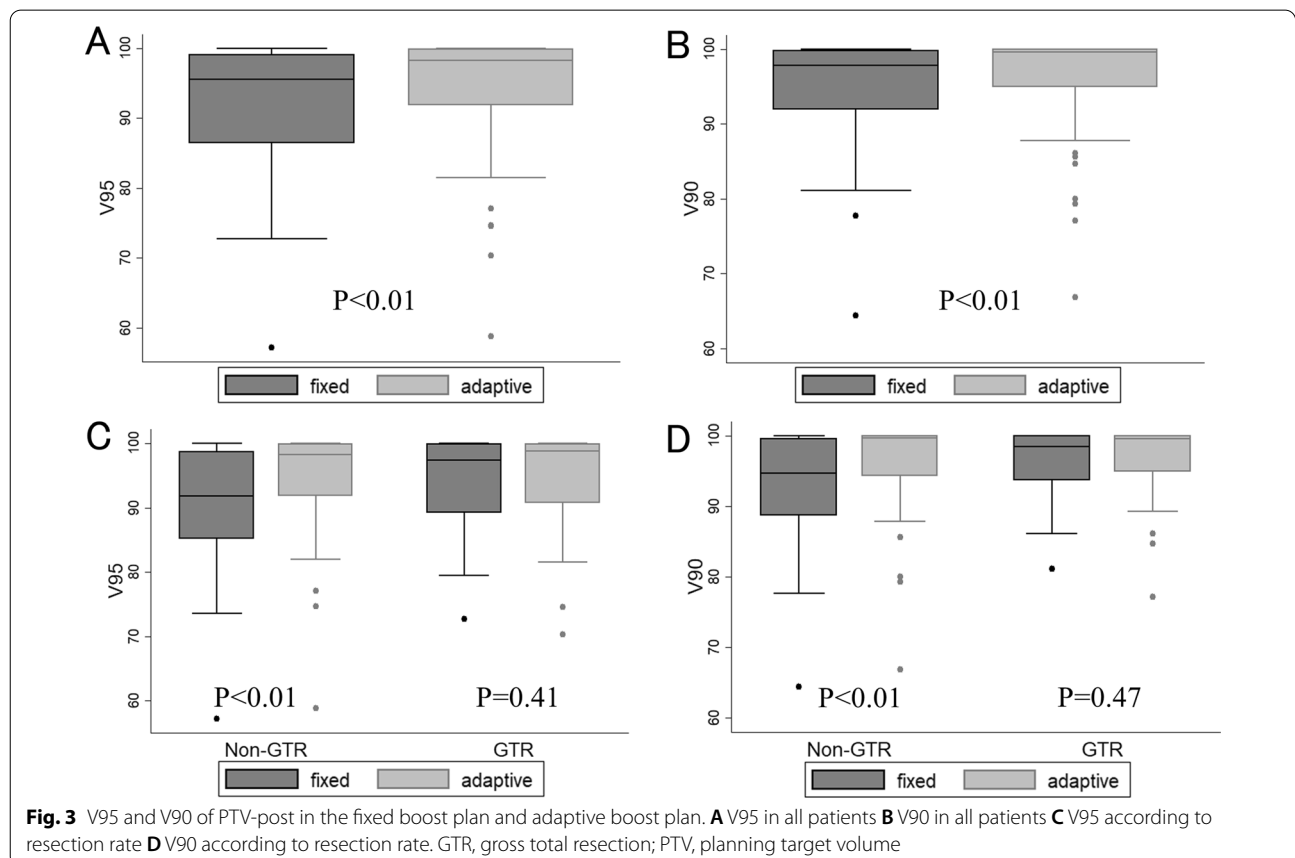 A
100
90
80
70
60
V95
P<0.01
fixed adaptive
B
100
90
80
70
60
V90
P<0.01
fixed adaptive
C
100
90
80
70
60
V95
P<0.01 P=0.41
Non-GTR GTR
fixed adaptive
D
100
90
80
70
60
V90
P<0.01 P=0.47
Non-GTR GTR
fixed adaptive
Fig. 3 V95 and V90 of PTV-post in the fixed boost plan and adaptive boost plan. A V95 in all patients B V90 in all patients C V95 according to
resection rate D V90 according to resection rate. GTR, gross total resection; PTV, planning target volume